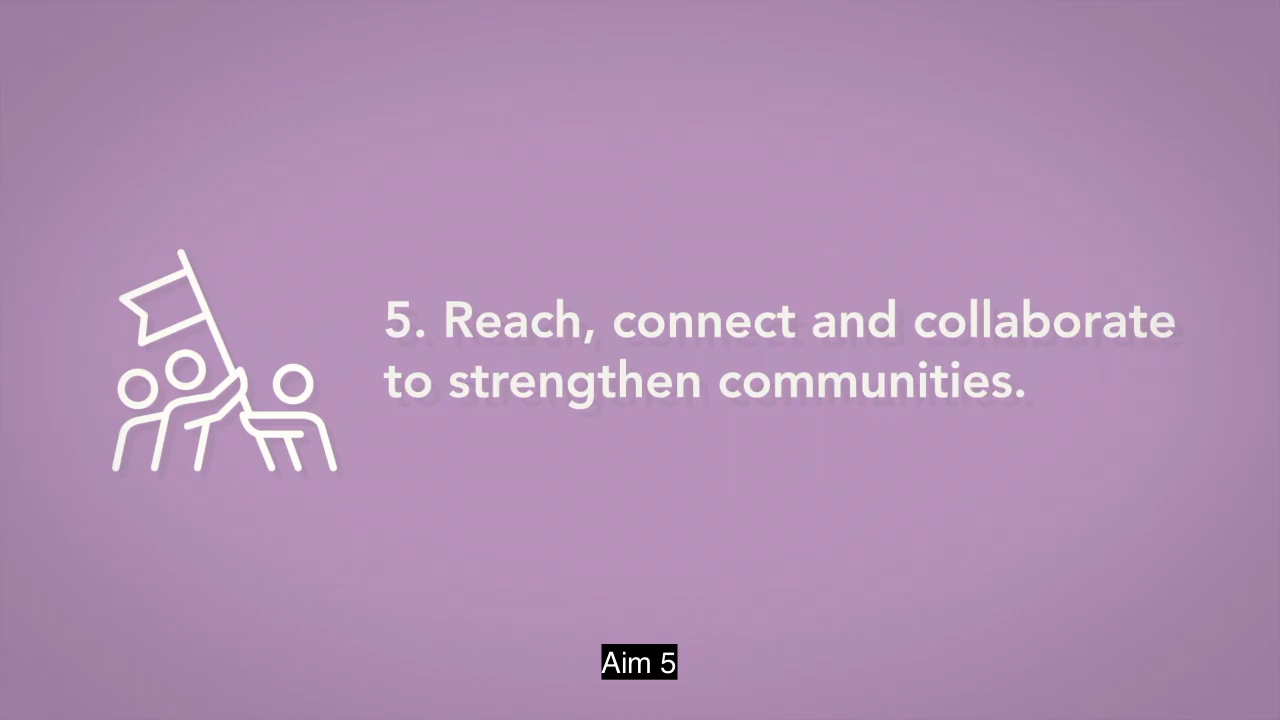 5. Reach, connect and collaborate
to strengthen communities.
Aim 5